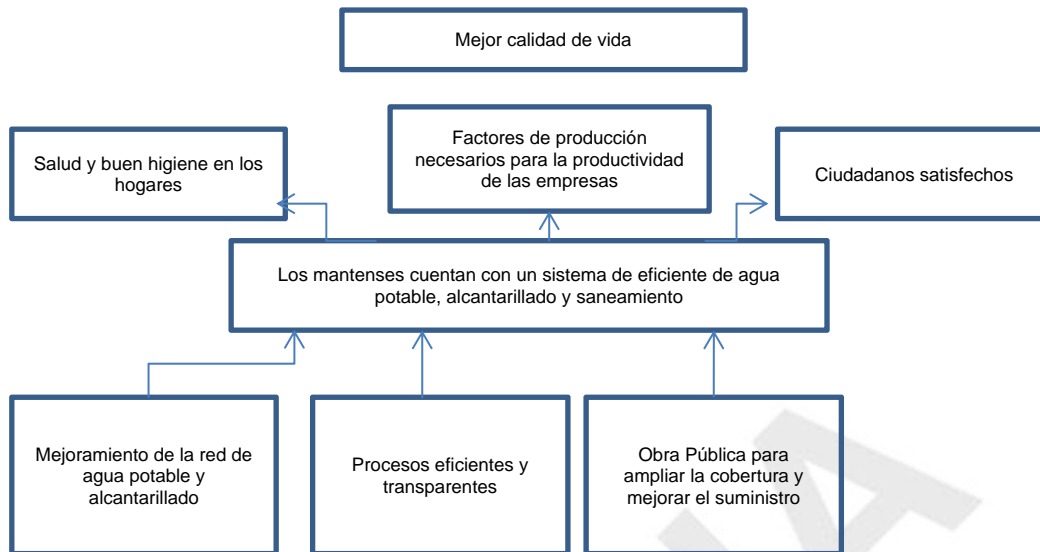 Mejor calidad de vida
Salud y buen higiene en los
hogares
Factores de producción
necesarios para la productividad
de las empresas
Ciudadanos satisfechos
Los mantenses cuentan con un sistema de eficiente de agua
potable, alcantarillado y saneamiento
Mejoramiento de la red de
agua potable y
alcantarillado
Procesos eficientes y
transparentes
Obra Pública para
ampliar la cobertura y
mejorar el suministro